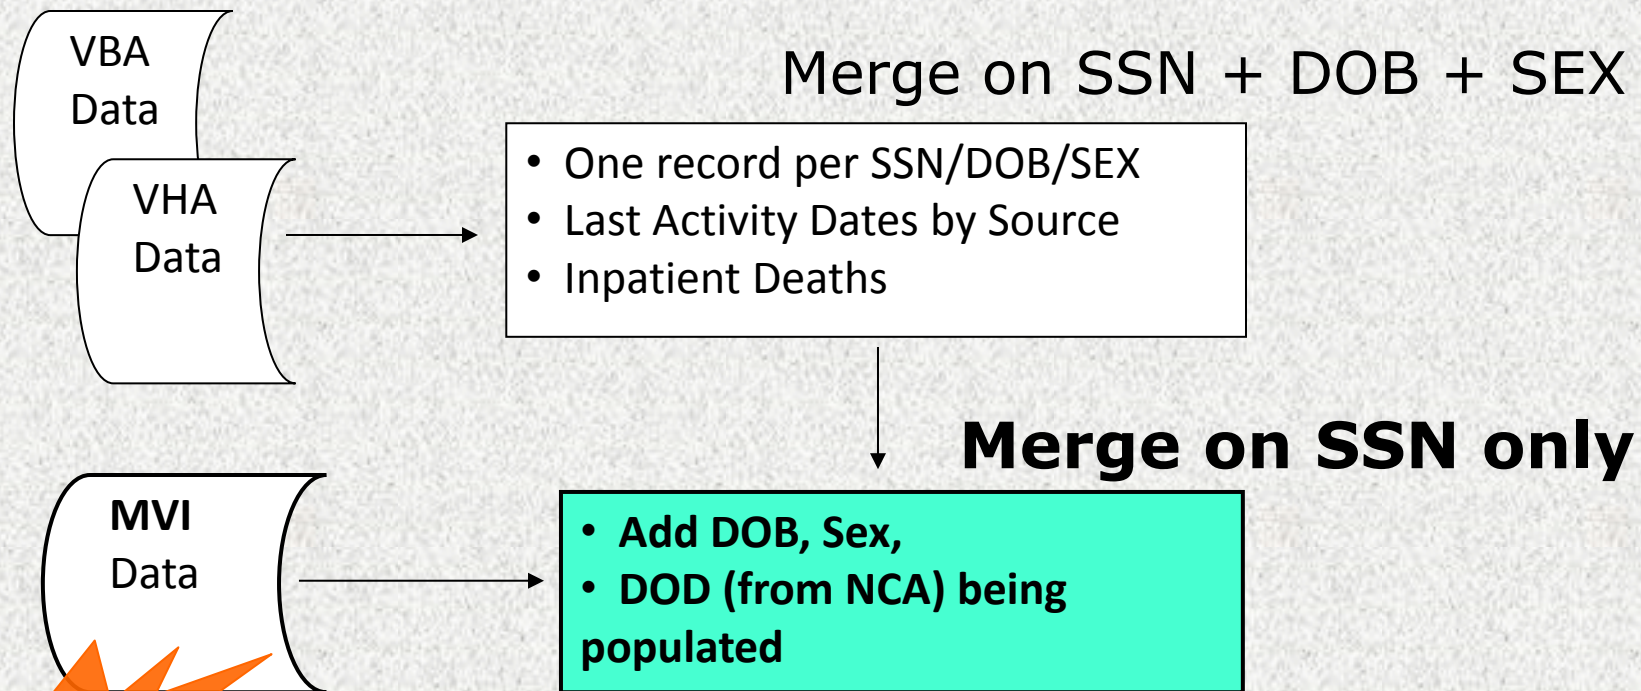 VBA
Data
Merge on SSN + DOB + SEX
VHA
Data
• One record per SSN/DOB/SEX
• Last Activity Dates by Source
• Inpatient Deaths
Merge on SSN only
MVI
Data
• Add DOB, Sex,
• DOD (from NCA) being
populated